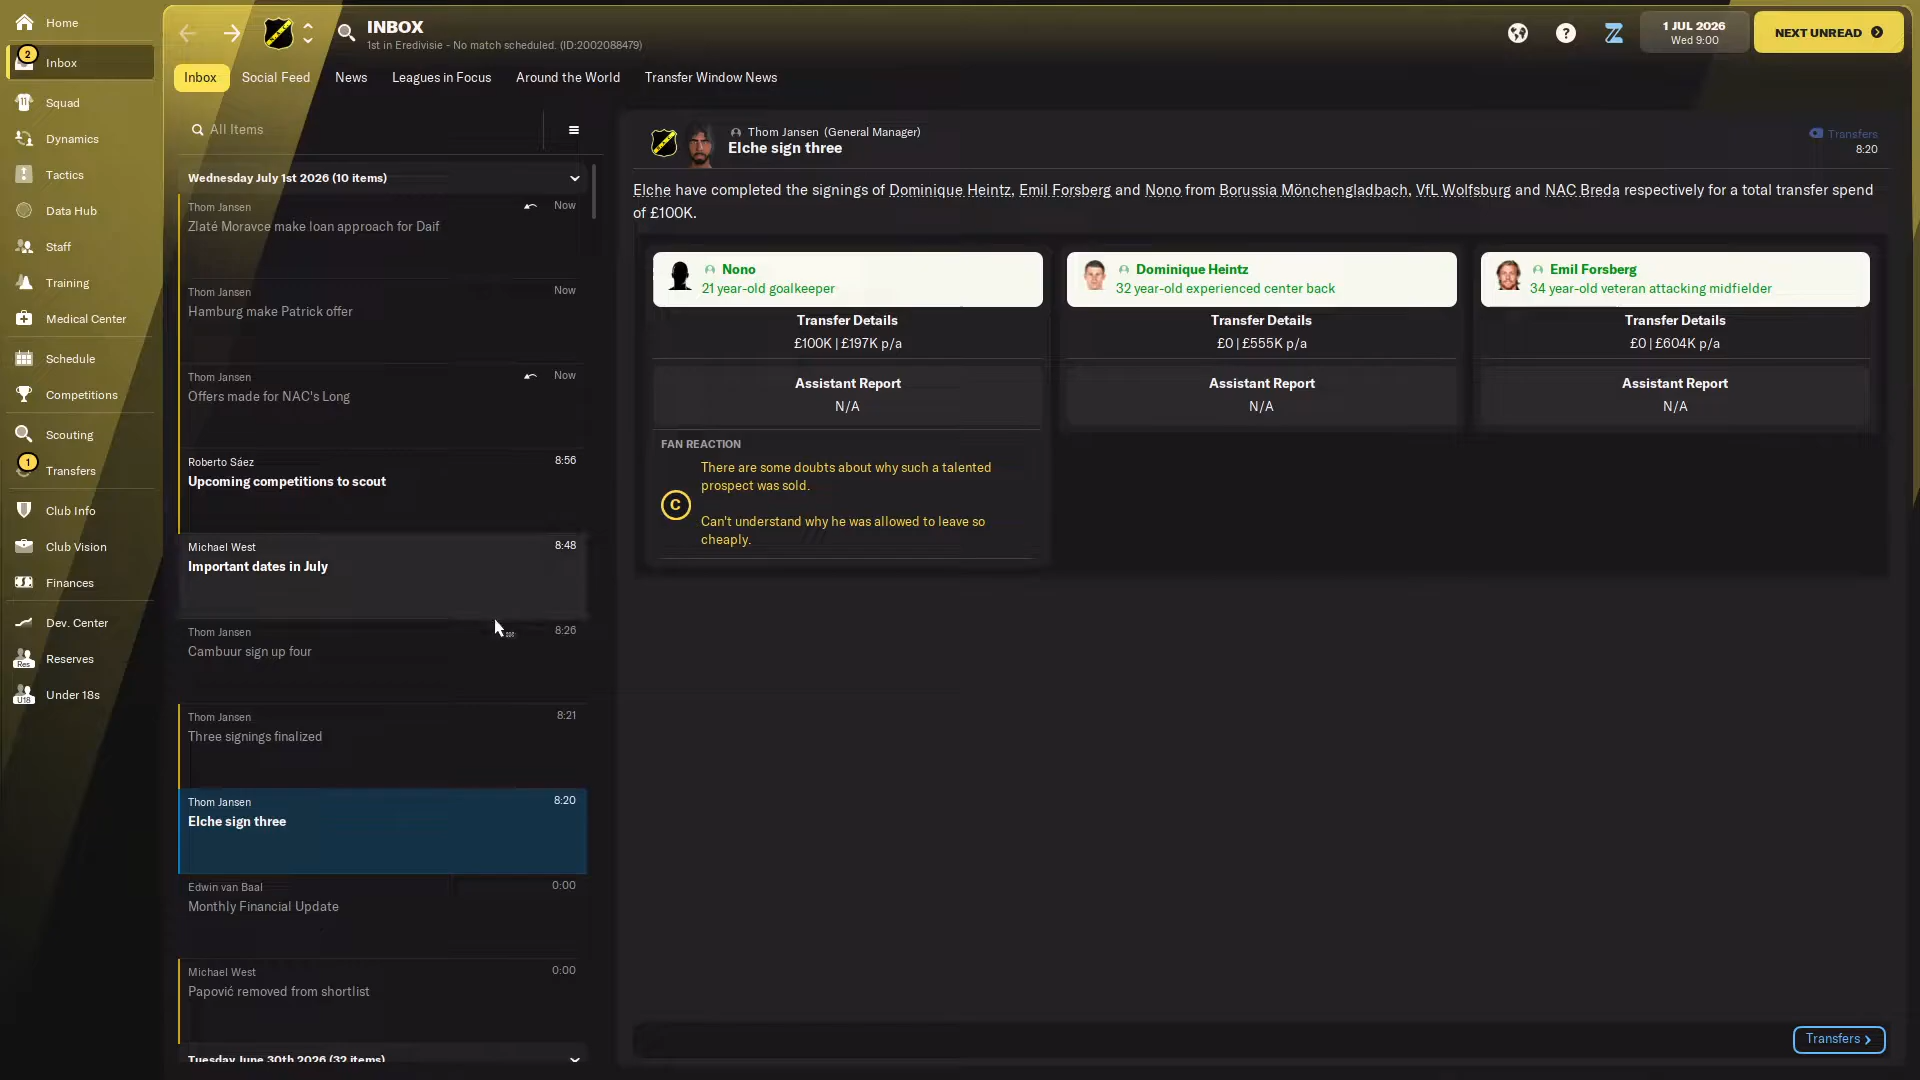 Home
2
Inbox
Squad
Dynamics
Tactics
Data Hub
Staff
Training
Medical Center
Schedule
Competitions
Scouting
1
Transfers
Club Info
Club Vision
Finances
Dev. Center
Res
Reserves
U18
Under 18s
INBOX
1st in Eredivisie - No match scheduled. (ID:2002088479)
1 JUL 2026
Wed 9:00
NEXT UNREAD
Inbox
Social Feed
News
Leagues in Focus
Around the World
Transfer Window News
All Items
Wednesday July 1st 2026 (10 items)
Thom Jansen
Now
Zlaté Moravce make loan approach for Daif
Thom Jansen
Now
Hamburg make Patrick offer
Thom Jansen
Now
Offers made for NAC's Long
Roberto Sáez
8:56
Upcoming competitions to scout
Michael West
8:48
Important dates in July
Thom Jansen
8:26
Cambuur sign up four
Thom Jansen
8:21
Three signings finalized
Thom Jansen
8:20
Elche sign three
Edwin van Baal
0:00
Monthly Financial Update
Michael West
0:00
Papović removed from shortlist
Tuesday June 30th 2026 (32 items)
Thom Jansen (General Manager)
Elche sign three
Transfers
8:20
Elche have completed the signings of Dominique Heintz, Emil Forsberg and Nono from Borussia Mönchengladbach, VfL Wolfsburg and NAC Breda respectively for a total transfer spend
of £100K.
Nono
21 year-old goalkeeper
Transfer Details
£100K | £197K p/a
Assistant Report
N/A
FAN REACTION
C
There are some doubts about why such a talented
prospect was sold.
Can't understand why he was allowed to leave so
cheaply.
Dominique Heintz
32 year-old experienced center back
Transfer Details
£0 | £555K p/a
Assistant Report
N/A
Emil Forsberg
34 year-old veteran attacking midfielder
Transfer Details
£0 | £604K p/a
Assistant Report
N/A
Transfers